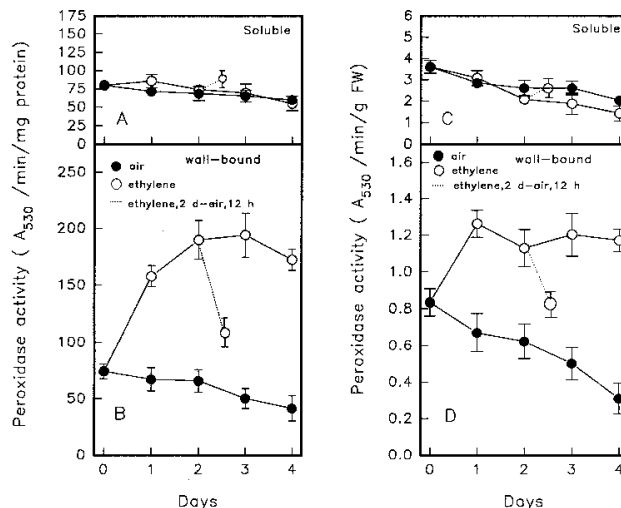 Peroxidase activity ( A530 /min/mg protein)
175
150
125
100
75
50
25
0
Soluble
A
250
200
150
100
50
0
wall-bound
air
ethylene
ethylene,2 d-air,12 h
B
0 1 2 3 4
Days
Peroxidase activity ( A530 /min/g FW)
6
5
4
3
2
1
0
Soluble
C
1.4
1.2
1.0
0.8
0.6
0.4
0.2
0.0
wall-bound
air
ethylene
ethylene,2 d-air,12 h
D
0 1 2 3 4
Days